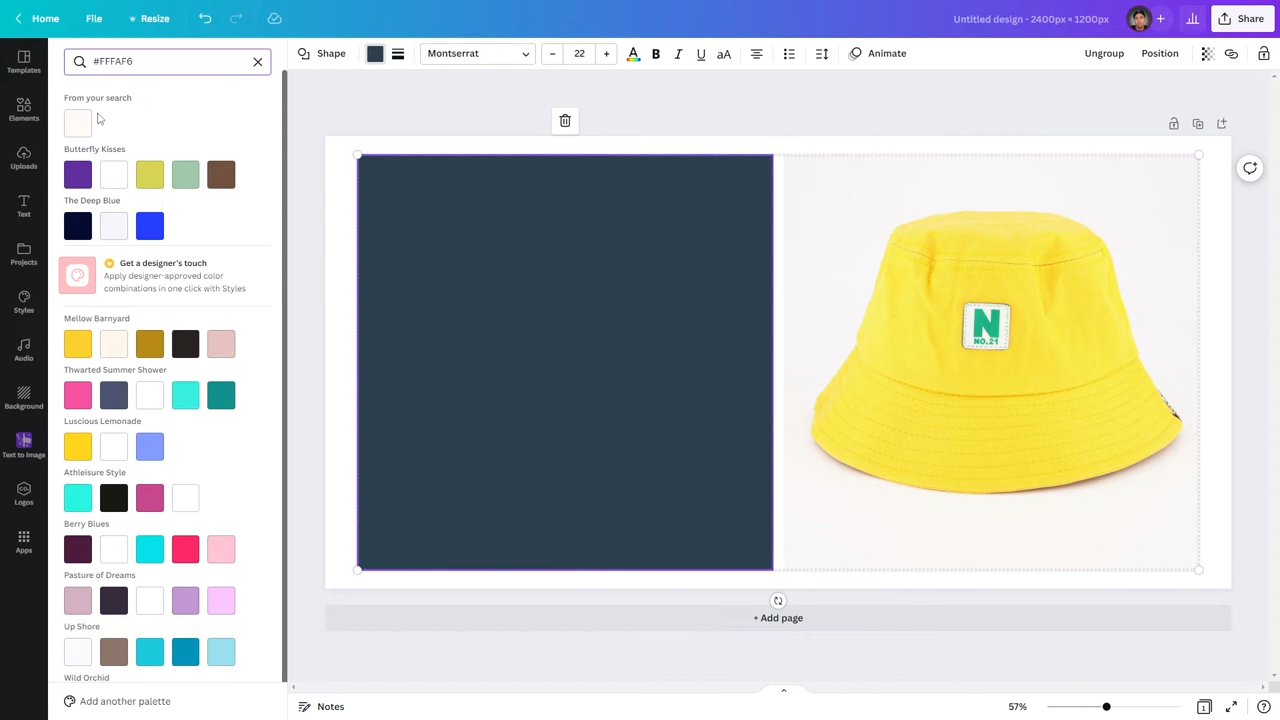 Home
File
Resize
Untitled design - 2400px × 1200px
Share
Templates
Elements
Uploads
Text
Projects
Styles
Audio
Background
Text to Image
Logos
Apps
CO.
#FFFAF6
From your search
Butterfly Kisses
The Deep Blue
Get a designer's touch
Apply designer-approved color
combinations in one click with Styles
Mellow Barnyard
Thwarted Summer Shower
Luscious Lemonade
Athleisure Style
Berry Blues
Pasture of Dreams
Up Shore
Wild Orchid
Add another palette
Shape
Montserrat
22
A
B
I
U
aA
Animate
Ungroup
Position
N
NO.21
+ Add page
Notes
57%
1